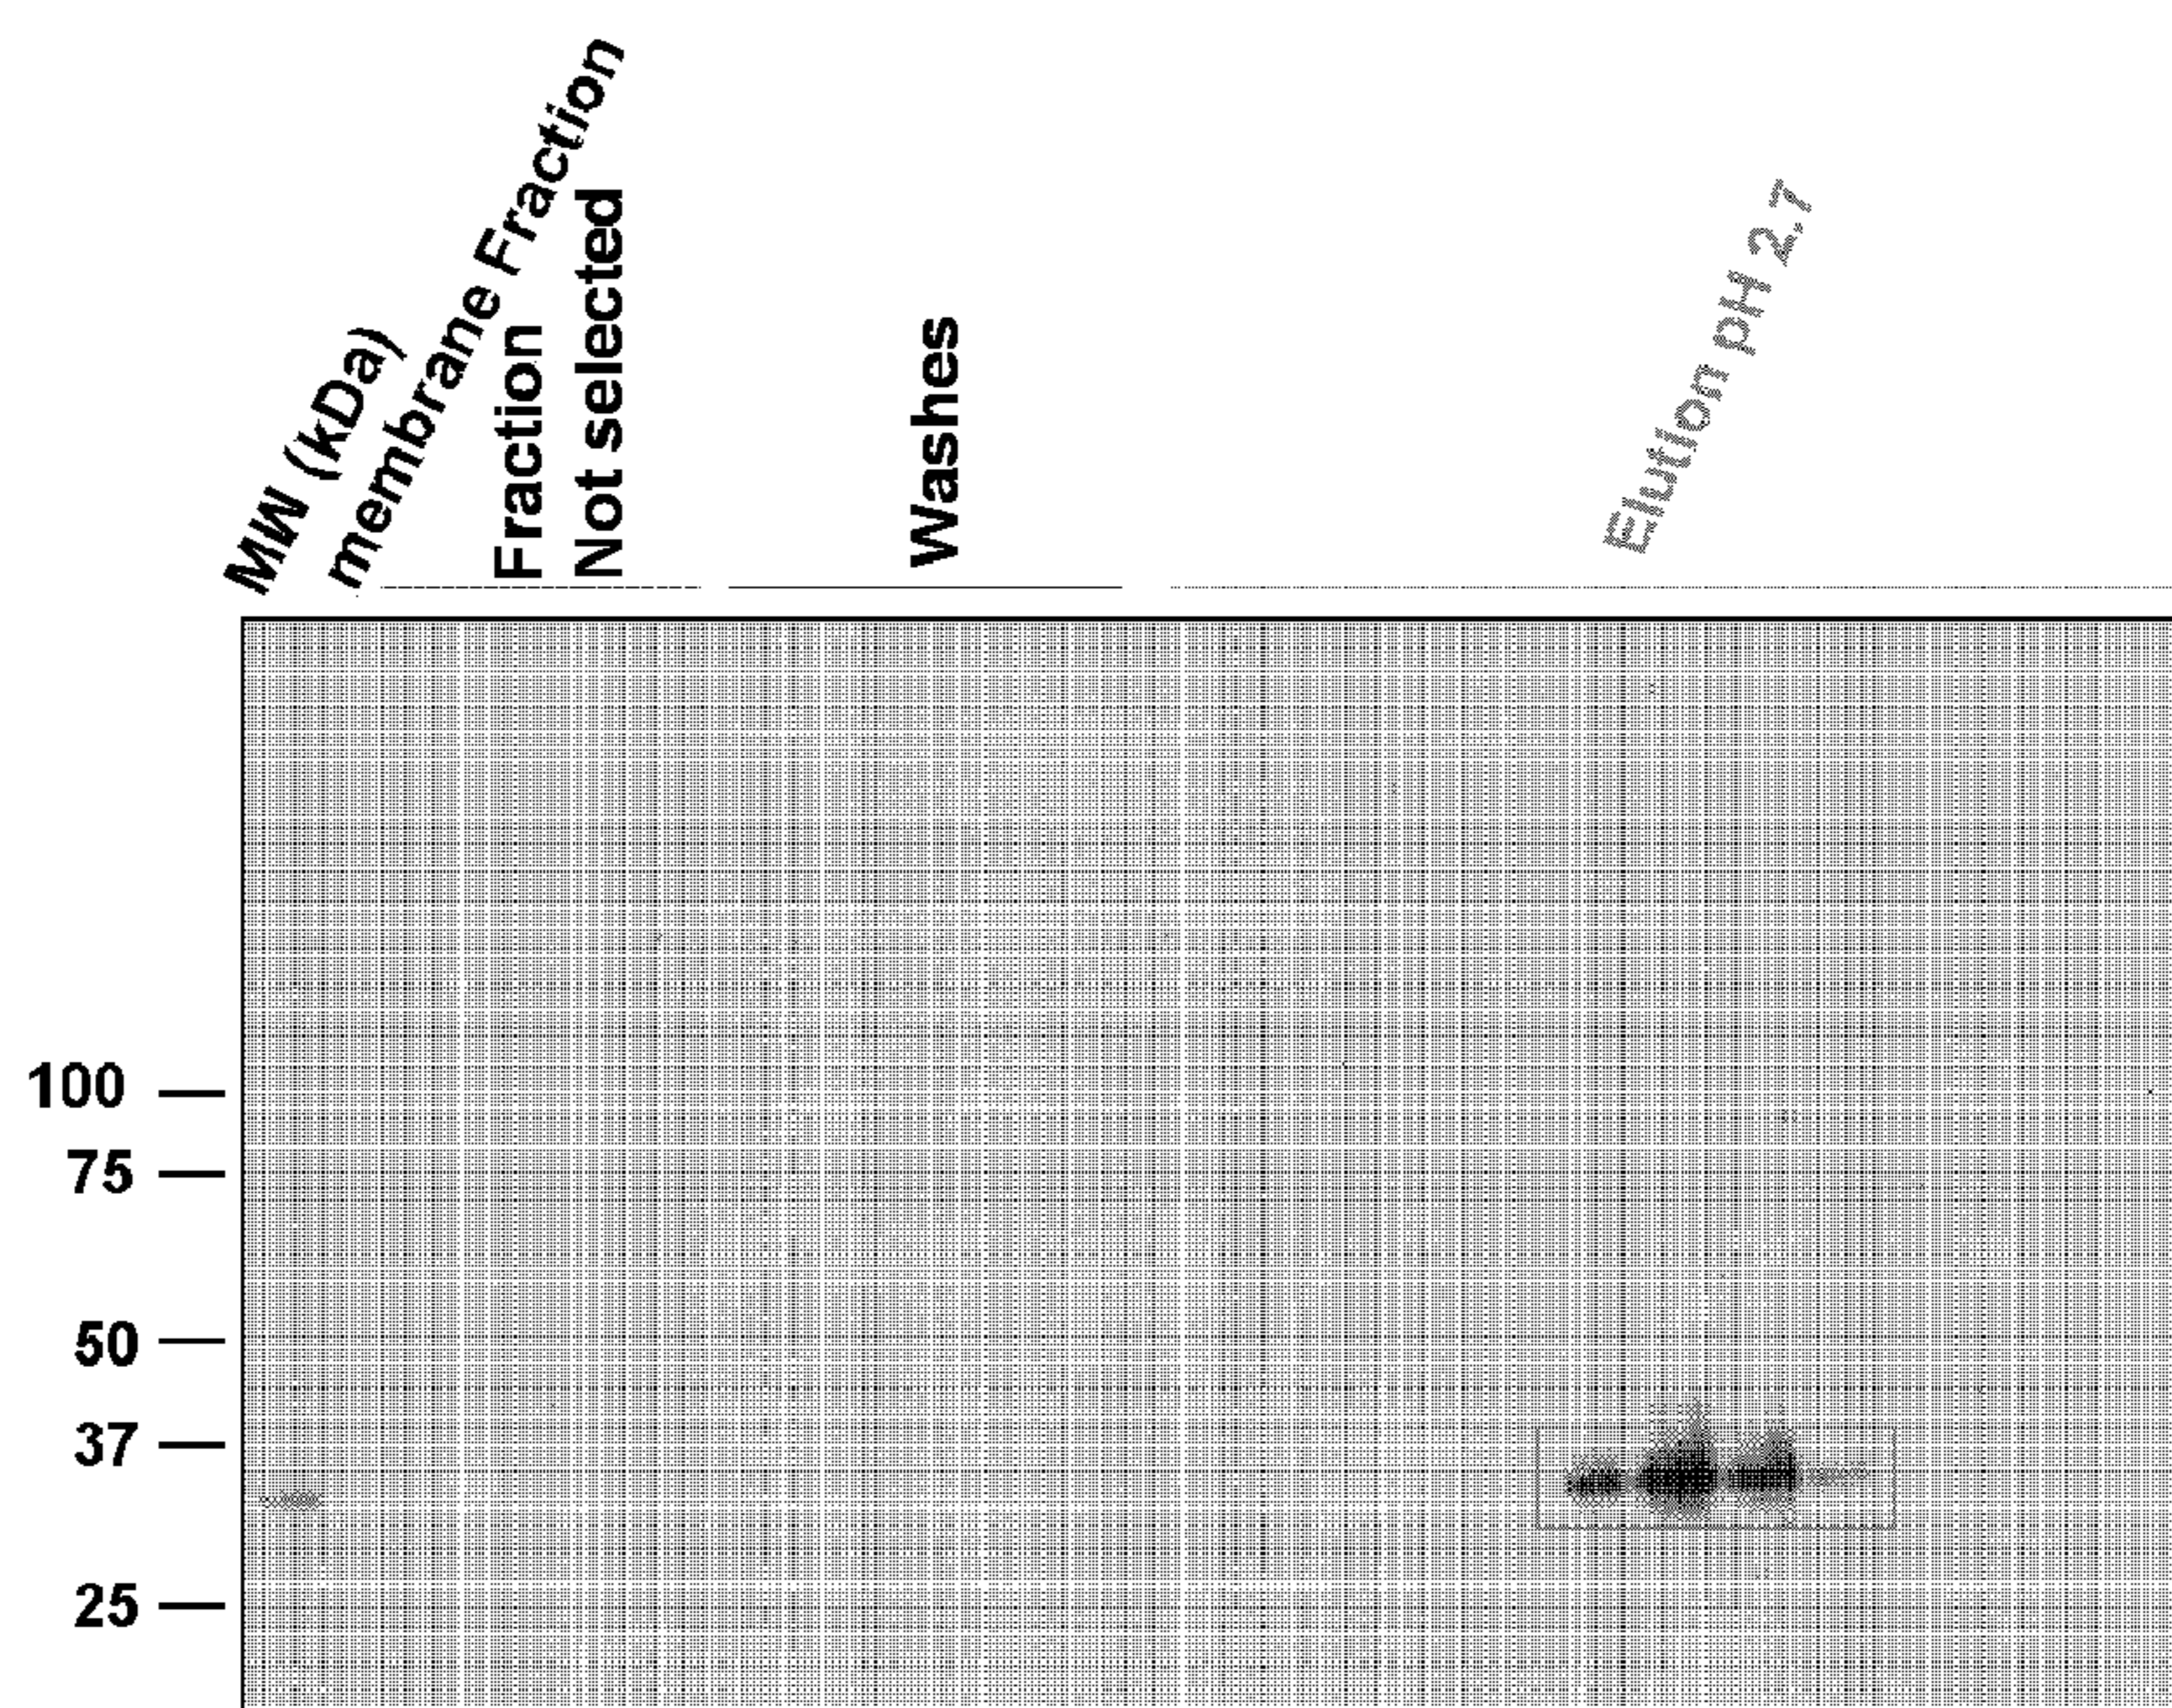 MW (kDa)
membrane Fraction
Fraction
Not selected
Washes
Elution pH 2.7
100
75
50
37
25